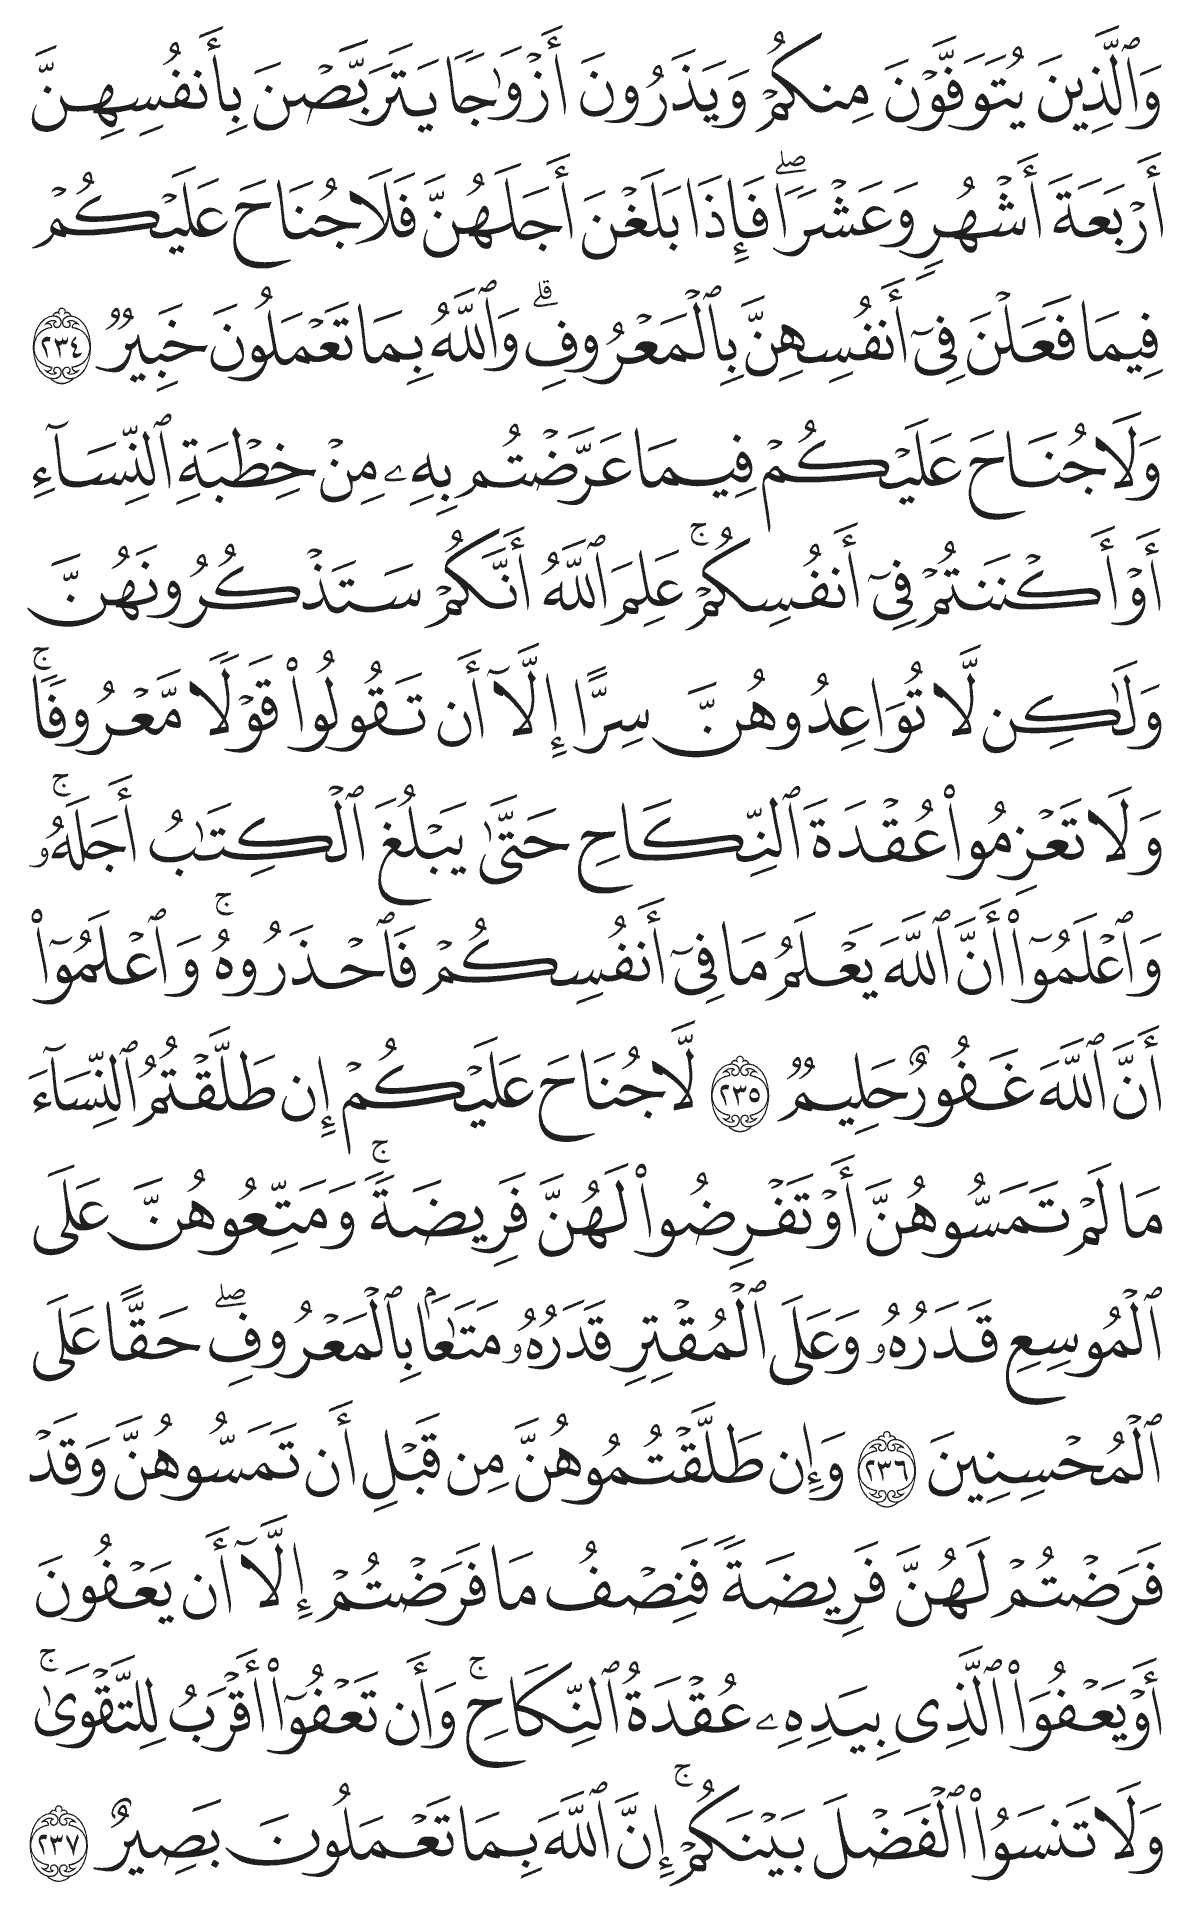 وَٱلَّذِينَ يُتَوَفَّوۡنَ مِنكُمۡ وَيَذَرُونَ أَزۡوَٰجٗا يَتَرَبَّصۡنَ بِأَنفُسِهِنَّ
أَرۡبَعَةَ أَشۡهُرٖ وَعَشۡرٗاۖ فَإِذَا بَلَغۡنَ أَجَلَهُنَّ فَلَا جُنَاحَ عَلَيۡكُمۡ
فِيمَا فَعَلۡنَ فِيٓ أَنفُسِهِنَّ بِٱلۡمَعۡرُوفِۗ وَٱللَّهُ بِمَا تَعۡمَلُونَ خَبِيرٞ ٢٣٤
وَلَا جُنَاحَ عَلَيۡكُمۡ فِيمَا عَرَّضۡتُم بِهِۦ مِنۡ خِطۡبَةِ ٱلنِّسَآءِ
أَوۡ أَكۡنَنتُمۡ فِيٓ أَنفُسِكُمۡۚ عَلِمَ ٱللَّهُ أَنَّكُمۡ سَتَذۡكُرُونَهُنَّ
وَلَٰكِن لَّا تُوَاعِدُوهُنَّ سِرًّا إِلَّآ أَن تَقُولُواْ قَوۡلٗا مَّعۡرُوفٗاۚ
وَلَا تَعۡزِمُواْ عُقۡدَةَ ٱلنِّكَاحِ حَتَّىٰ يَبۡلُغَ ٱلۡكِتَٰبُ أَجَلَهُۥۚ
وَٱعۡلَمُوٓاْ أَنَّ ٱللَّهَ يَعۡلَمُ مَا فِيٓ أَنفُسِكُمۡ فَٱحۡذَرُوهُۚ وَٱعۡلَمُوٓاْ
أَنَّ ٱللَّهَ غَفُورٌ حَلِيمٞ ٢٣٥ لَّا جُنَاحَ عَلَيۡكُمۡ إِن طَلَّقۡتُمُ ٱلنِّسَآءَ
مَا لَمۡ تَمَسُّوهُنَّ أَوۡ تَفۡرِضُواْ لَهُنَّ فَرِيضَةٗۚ وَمَتِّعُوهُنَّ عَلَى
ٱلۡمُوسِعِ قَدَرُهُۥ وَعَلَى ٱلۡمُقۡتِرِ قَدَرُهُۥ مَتَٰعَۢا بِٱلۡمَعۡرُوفِۖ حَقًّا عَلَى
ٱلۡمُحۡسِنِينَ ٢٣٦ وَإِن طَلَّقۡتُمُوهُنَّ مِن قَبۡلِ أَن تَمَسُّوهُنَّ وَقَدۡ
فَرَضۡتُمۡ لَهُنَّ فَرِيضَةٗ فَنِصۡفُ مَا فَرَضۡتُمۡ إِلَّآ أَن يَعۡفُونَ
أَوۡ يَعۡفُوَاْ ٱلَّذِي بِيَدِهِۦ عُقۡدَةُ ٱلنِّكَاحِۚ وَأَن تَعۡفُوٓاْ أَقۡرَبُ لِلتَّقۡوَىٰۚ
وَلَا تَنسَوُاْ ٱلۡفَضۡلَ بَيۡنَكُمۡۚ إِنَّ ٱللَّهَ بِمَا تَعۡمَلُونَ بَصِيرٌ ٢٣٧